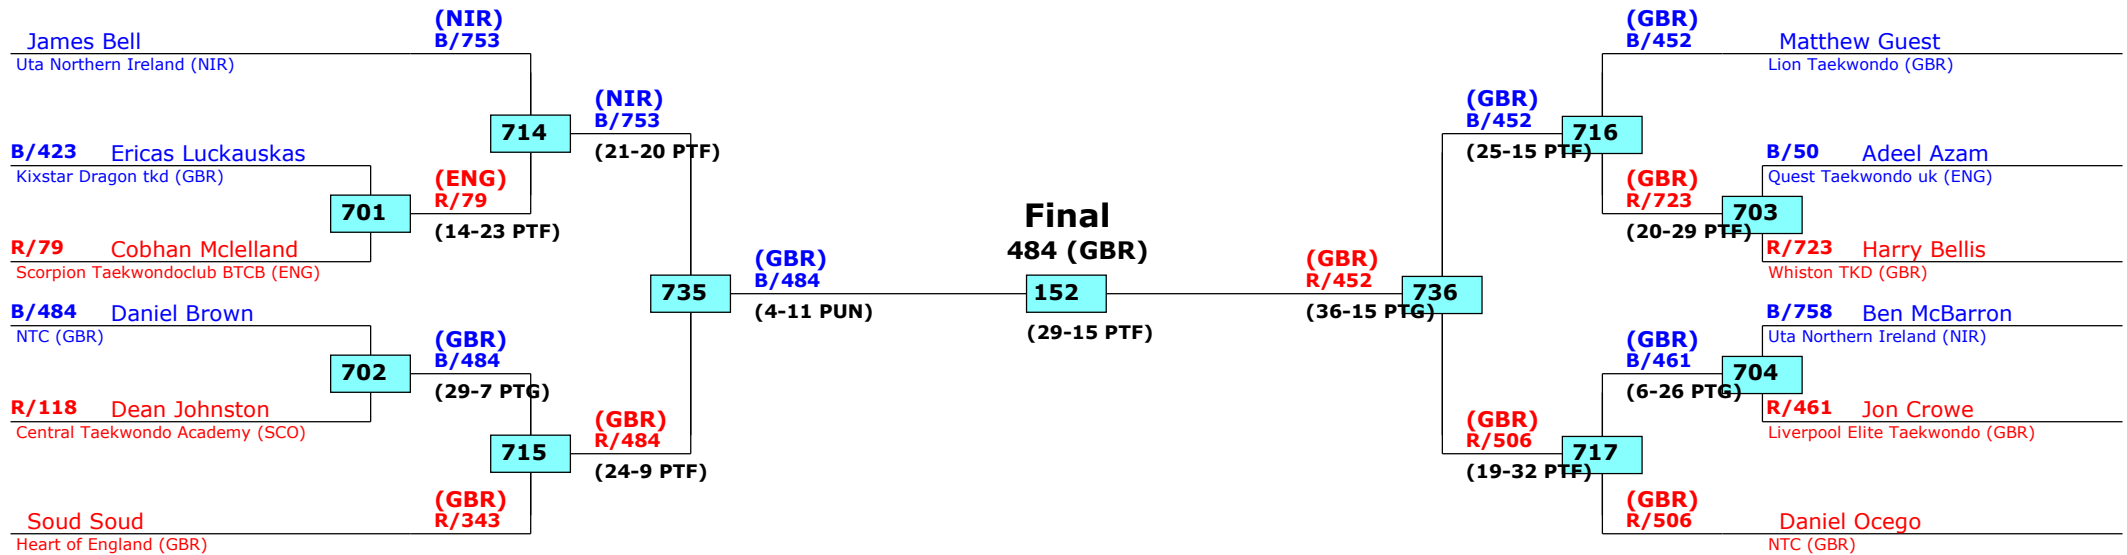 (NIR)
B/753
James Bell
Uta Northern Ireland (NIR)
714
(NIR)
B/753
(21-20 PTF)
B/423 Ericas Luckauskas
Kixstar Dragon tkd (GBR)
701
(ENG)
R/79
(14-23 PTF)
R/79 Cobhan Mclelland
Scorpion Taekwondoclub BTCB (ENG)
735
(GBR)
B/484
(4-11 PUN)
B/484 Daniel Brown
NTC (GBR)
702
(GBR)
B/484
(29-7 PTG)
R/118 Dean Johnston
Central Taekwondo Academy (SCO)
715
(GBR)
R/484
(24-9 PTF)
(GBR)
R/343
Soud Soud
Heart of England (GBR)
Final
484 (GBR)
152
(29-15 PTF)
(GBR)
B/452
Matthew Guest
Lion Taekwondo (GBR)
(GBR)
B/452
716
(25-15 PTF)
B/50 Adeel Azam
Quest Taekwondo uk (ENG)
(GBR)
R/723
703
(20-29 PTF)
R/723 Harry Bellis
Whiston TKD (GBR)
(GBR)
R/452
736
(36-15 PTG)
B/758 Ben McBarron
Uta Northern Ireland (NIR)
(GBR)
B/461
704
(6-26 PTG)
R/461 Jon Crowe
Liverpool Elite Taekwondo (GBR)
(GBR)
R/506
717
(19-32 PTF)
(GBR)
R/506
Daniel Ocego
NTC (GBR)